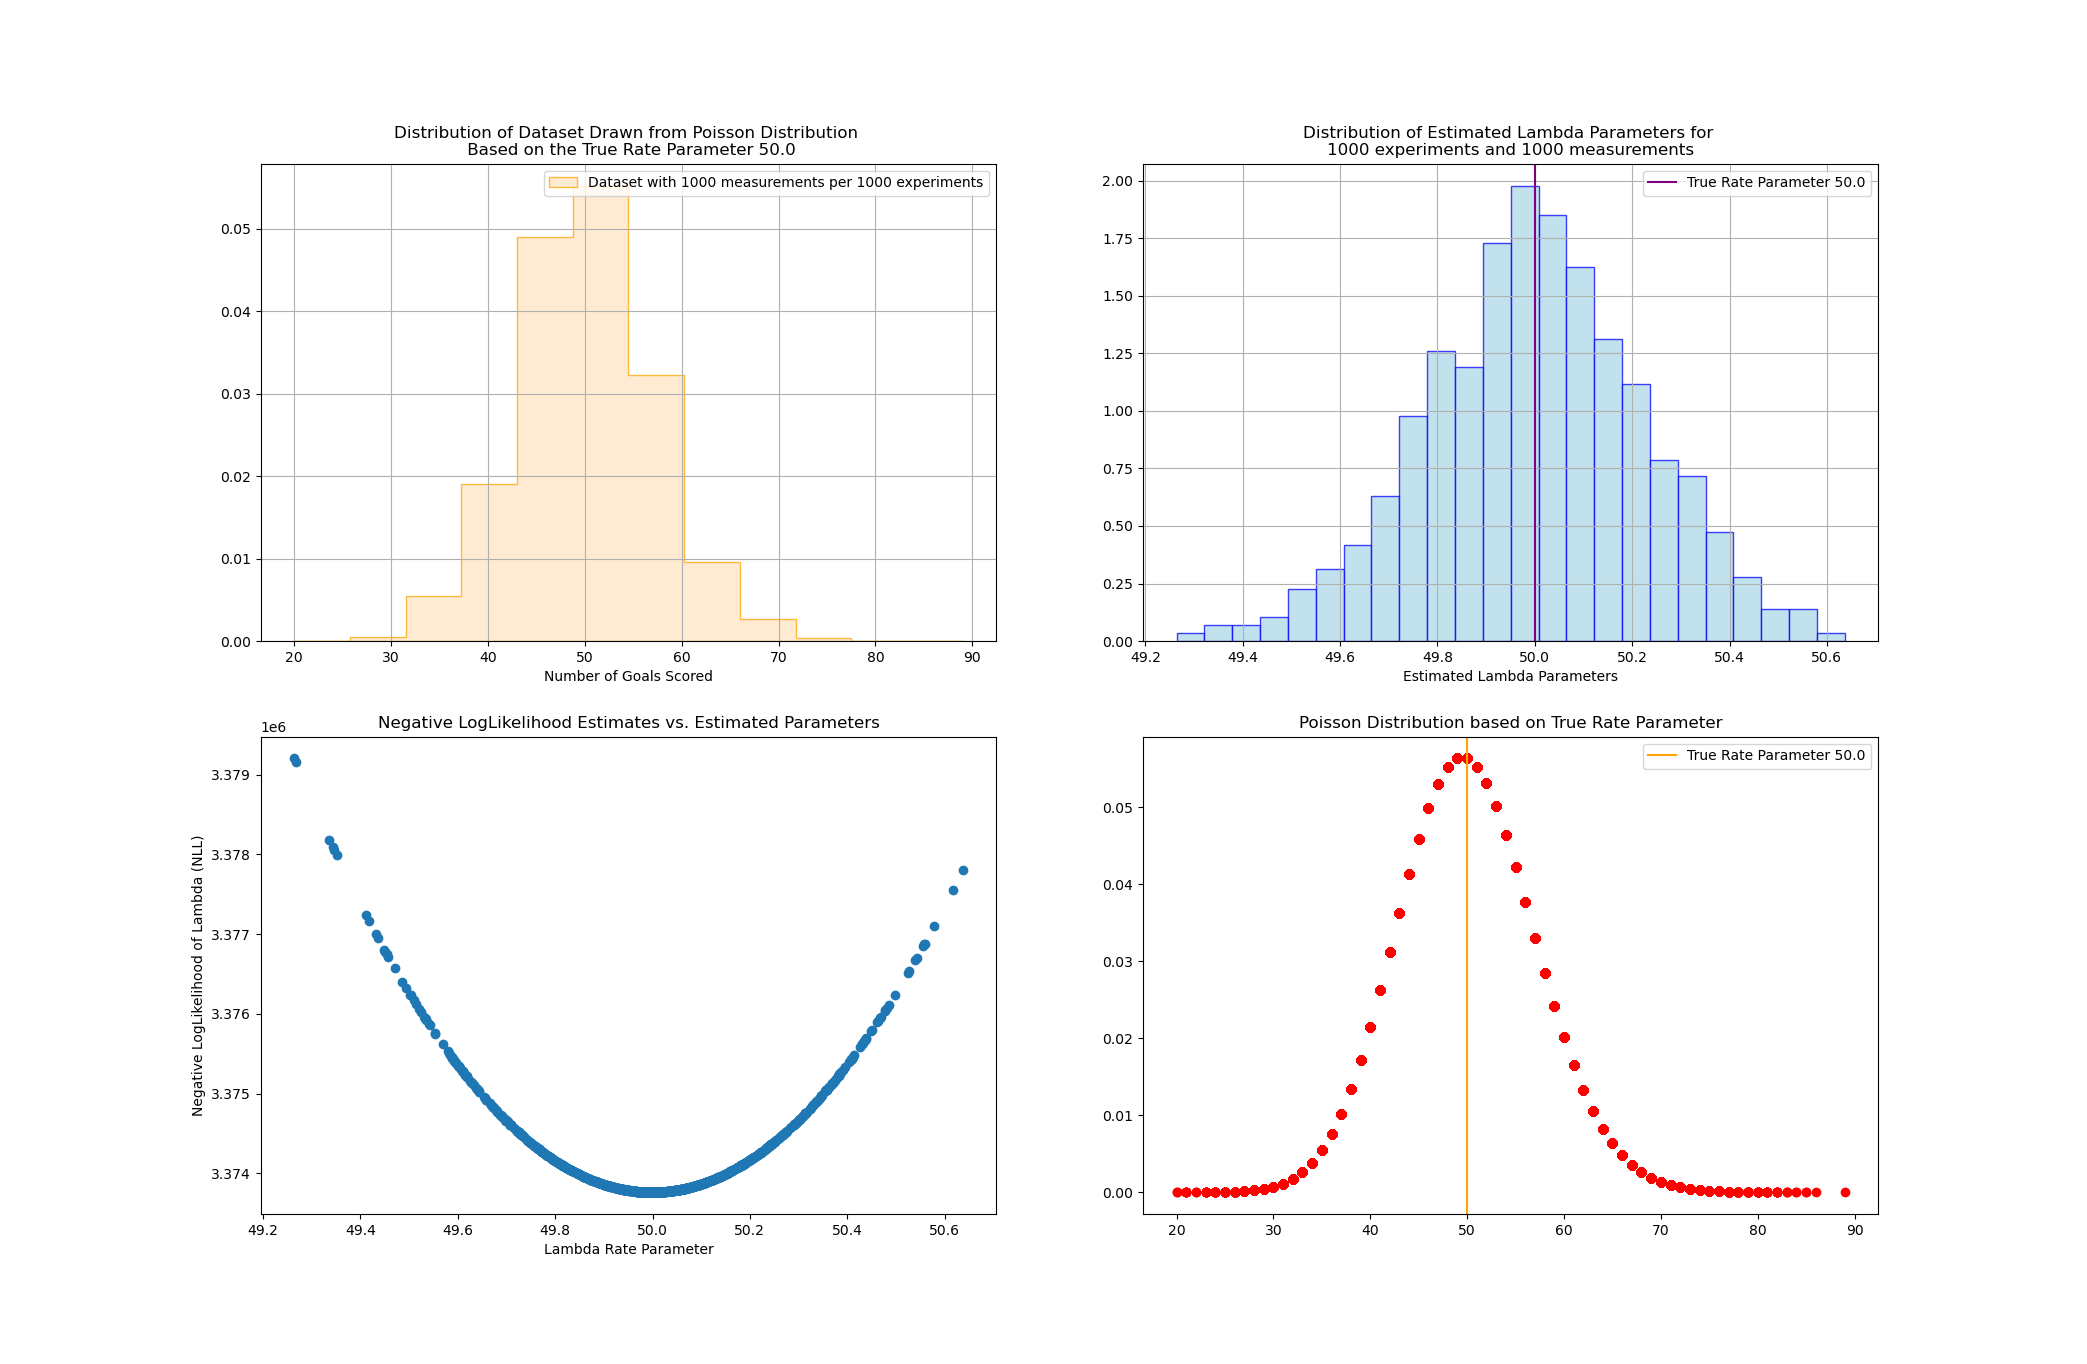 Distribution of Dataset Drawn from Poisson Distribution
Based on the True Rate Parameter 50.0
Dataset with 1000 measurements per 1000 experiments
0.05
0.04
0.03
0.02
0.01
0.00
20 30 40 50 60 70 80 90
Number of Goals Scored
Distribution of Estimated Lambda Parameters for
1000 experiments and 1000 measurements
True Rate Parameter 50.0
2.00
1.75
1.50
1.25
1.00
0.75
0.50
0.25
0.00
49.2 49.4 49.6 49.8 50.0 50.2 50.4 50.6
Estimated Lambda Parameters
Negative LogLikelihood Estimates vs. Estimated Parameters
1e6
3.379
3.378
3.377
3.376
3.375
3.374
Negative LogLikelihood of Lambda (NLL)
49.2 49.4 49.6 49.8 50.0 50.2 50.4 50.6
Lambda Rate Parameter
Poisson Distribution based on True Rate Parameter
True Rate Parameter 50.0
0.05
0.04
0.03
0.02
0.01
0.00
20 30 40 50 60 70 80 90